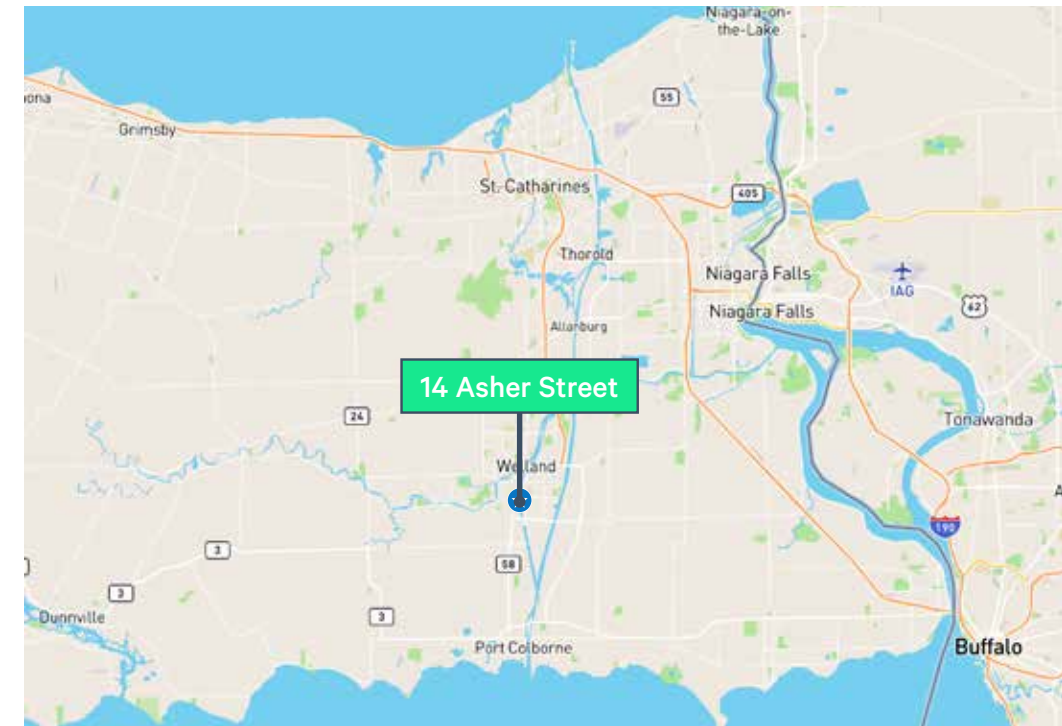 Niagara-on-
the-Lake
55
ona
Grimsby
St. Catharines
405
Thorold
Niagara Falls
IAG
Niagara Falls
62
Allanburg
14 Asher Street
24
Tonawanda
Welland
A
190
3
58
3
3
Dunnville
Port Colborne
Buffalo